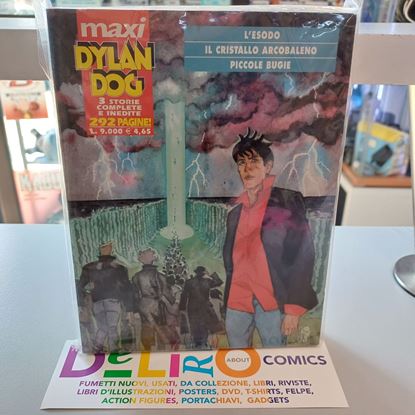 maxi
DYLAN
DOG
3 STORIE
COMPLETE
E INEDITE
292 PAGINE!
L. 9.000 € 4,65
L'ESODO
IL CRISTALLO ARCOBALENO
PICCOLE BUGIE
DeLIRO ABOUT COMICS
FUMETTI NUOVI, USATI, DA COLLEZIONE, LIBRI, RIVISTE,
LIBRI D'ILLUSTRAZIONI, POSTERS, DVD, T-SHIRTS, FELPE,
ACTION FIGURES, PORTACHIAVI, GADGETS